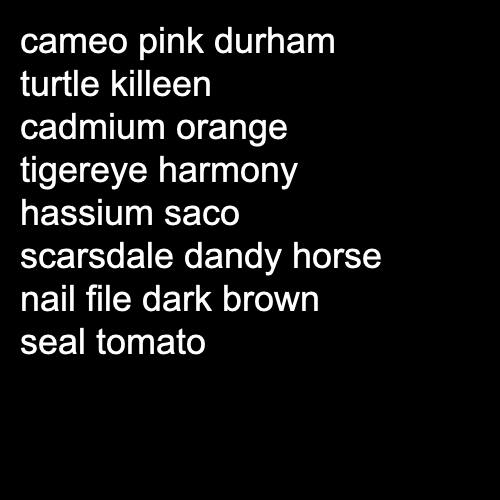 cameo pink durham
turtle killeen
cadmium orange
tigereye harmony
hassium saco
scarsdale dandy horse
nail file dark brown
seal tomato